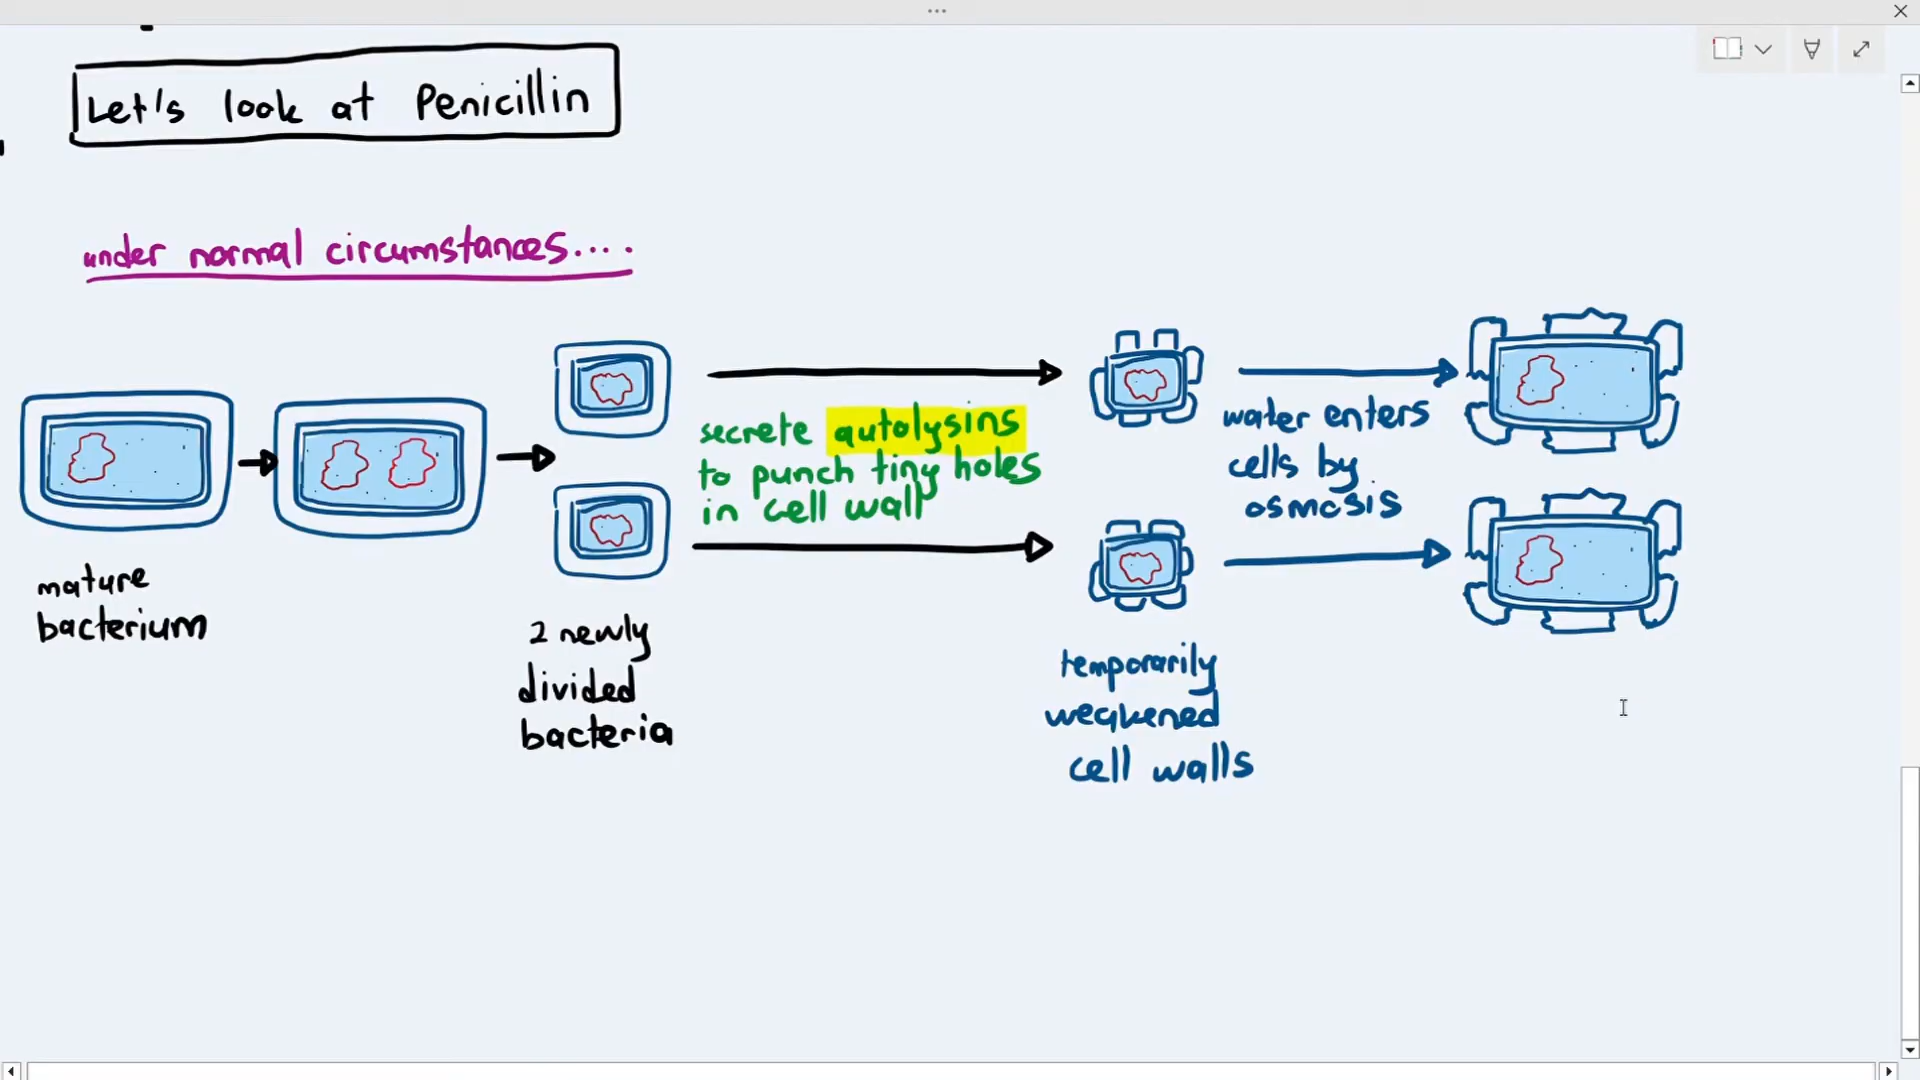 Let's look at Penicillin
under normal circumstances....
mature
bacterium
2 newly
divided
bacteria
secrete autolysins
to punch tiny holes
in cell wall
temporarily
weakened
cell walls
water enters
cells by
osmosis